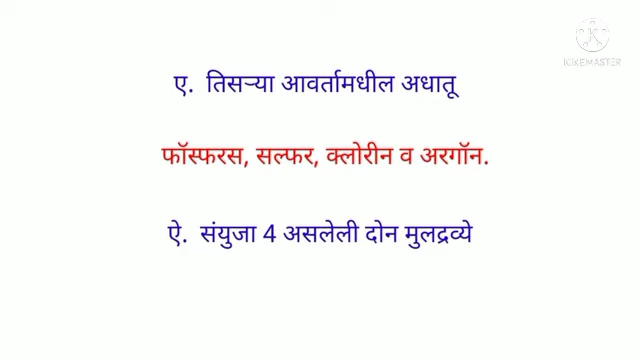 KINEMASTER
ए. तिसऱ्या आवर्तामधील अधातू
फॉस्फरस, सल्फर, क्लोरीन व अरगॉन.
ऐ. संयुजा 4 असलेली दोन मुलद्रव्ये